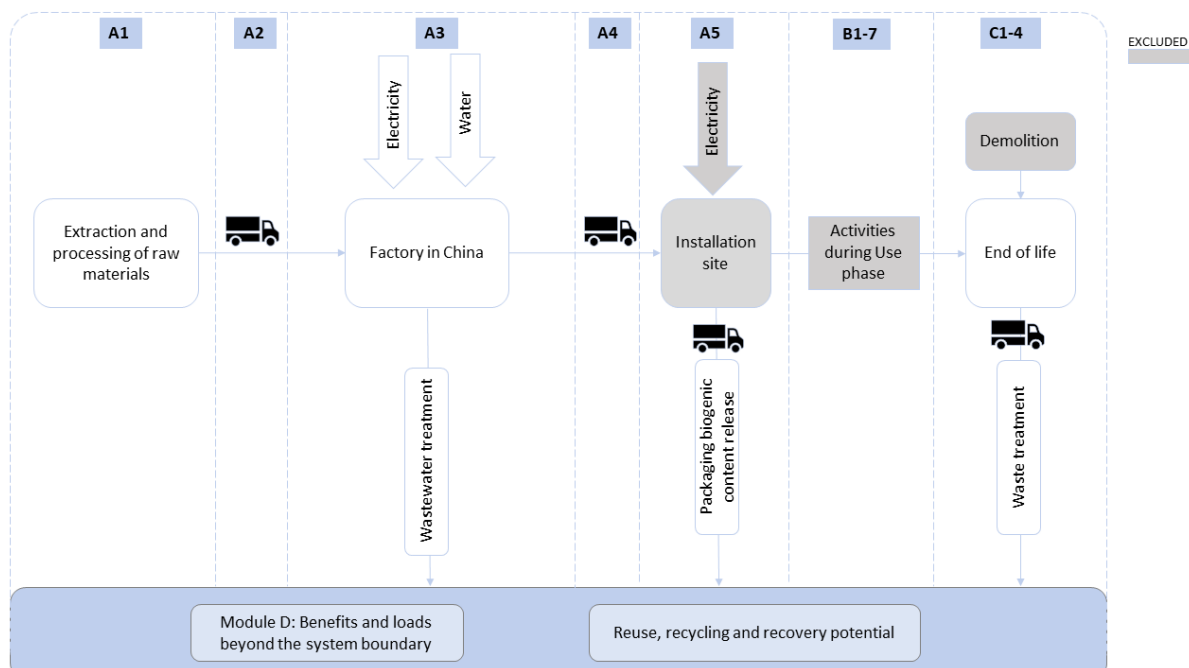 A1
A2
A3
A4
A5
B1-7
C1-4
EXCLUDED
Electricity
Water
Electricity
Demolition
Extraction and
processing of raw
materials
Factory in China
Installation
site
Activities
during Use
phase
End of life
Wastewater treatment
Packaging biogenic
content release
Waste treatment
Module D: Benefits and loads
beyond the system boundary
Reuse, recycling and recovery potential